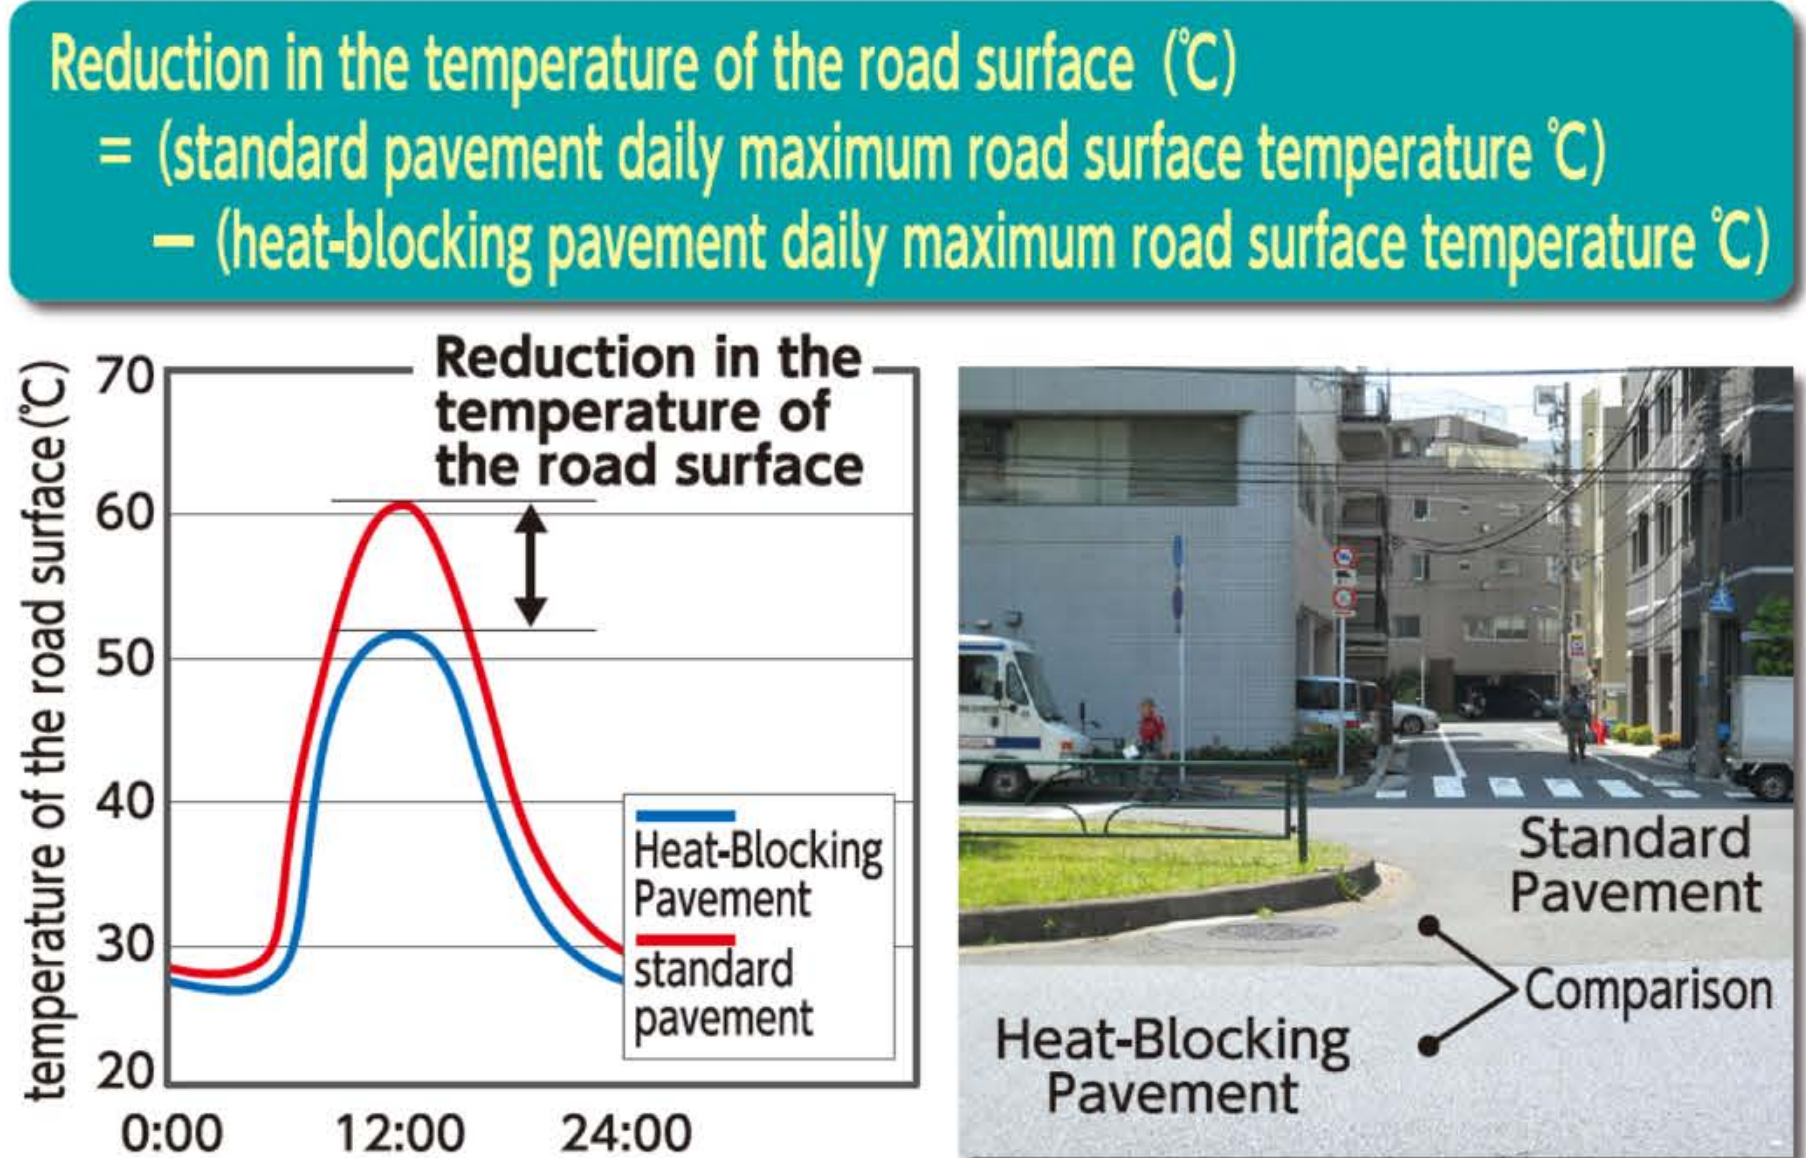 Reduction in the temperature of the road surface (℃)
= (standard pavement daily maximum road surface temperature ℃)
− (heat-blocking pavement daily maximum road surface temperature ℃)
temperature of the road surface(℃)
70
60
50
40
30
20
0:00 12:00 24:00
Reduction in the
temperature of
the road surface
Heat-Blocking
Pavement
standard
pavement
Standard
Pavement
Comparison
Heat-Blocking
Pavement